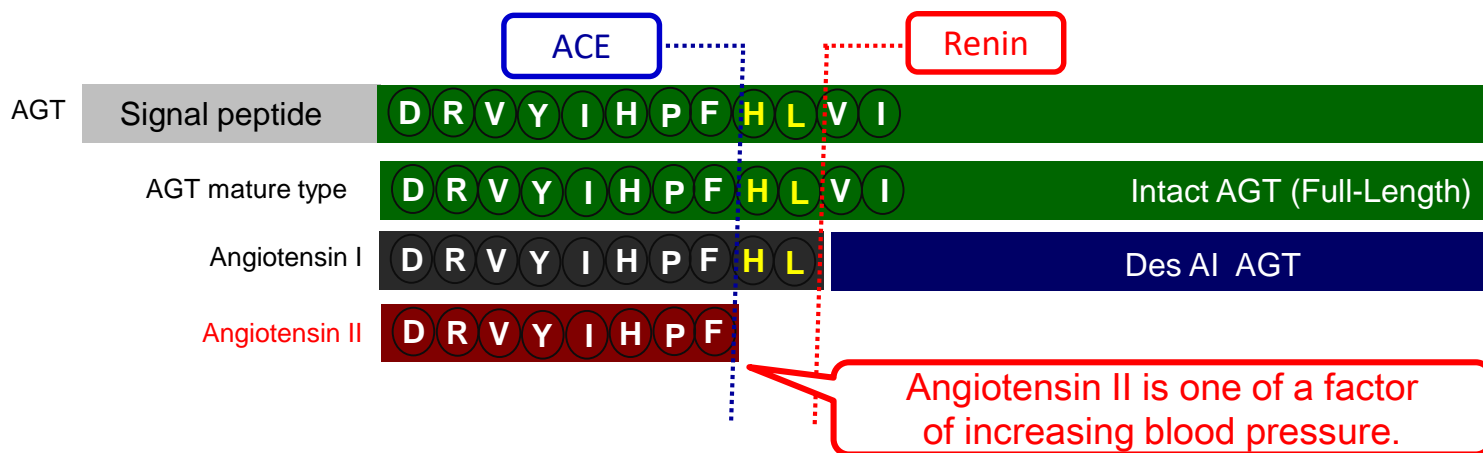 ACE
Renin
AGT
Signal peptide
D R V Y I H P F H L V I
AGT mature type
D R V Y I H P F H L V I
Intact AGT (Full-Length)
Angiotensin I
D R V Y I H P F H L
Des AI AGT
Angiotensin II
D R V Y I H P F
Angiotensin II is one of a factor
of increasing blood pressure.